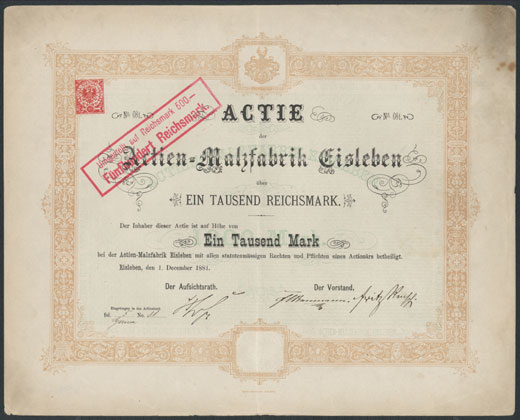 ACTIE
der
Actien-Malzfabrik Eisleben
über
EIN TAUSEND REICHSMARK.
Umgestellt auf Reichsmark 500.—
Fünfhundert Reichsmark.
Der Inhaber dieser Actie ist auf Höhe von
Ein Tausend Mark
bei der Actien-Malzfabrik Eisleben mit allen statutenmässigen Rechten und Pflichten eines Actionärs betheiligt.
Eisleben, den 1. December 1881.
Der Aufsichtsrath. Der Vorstand.
Fol. No.